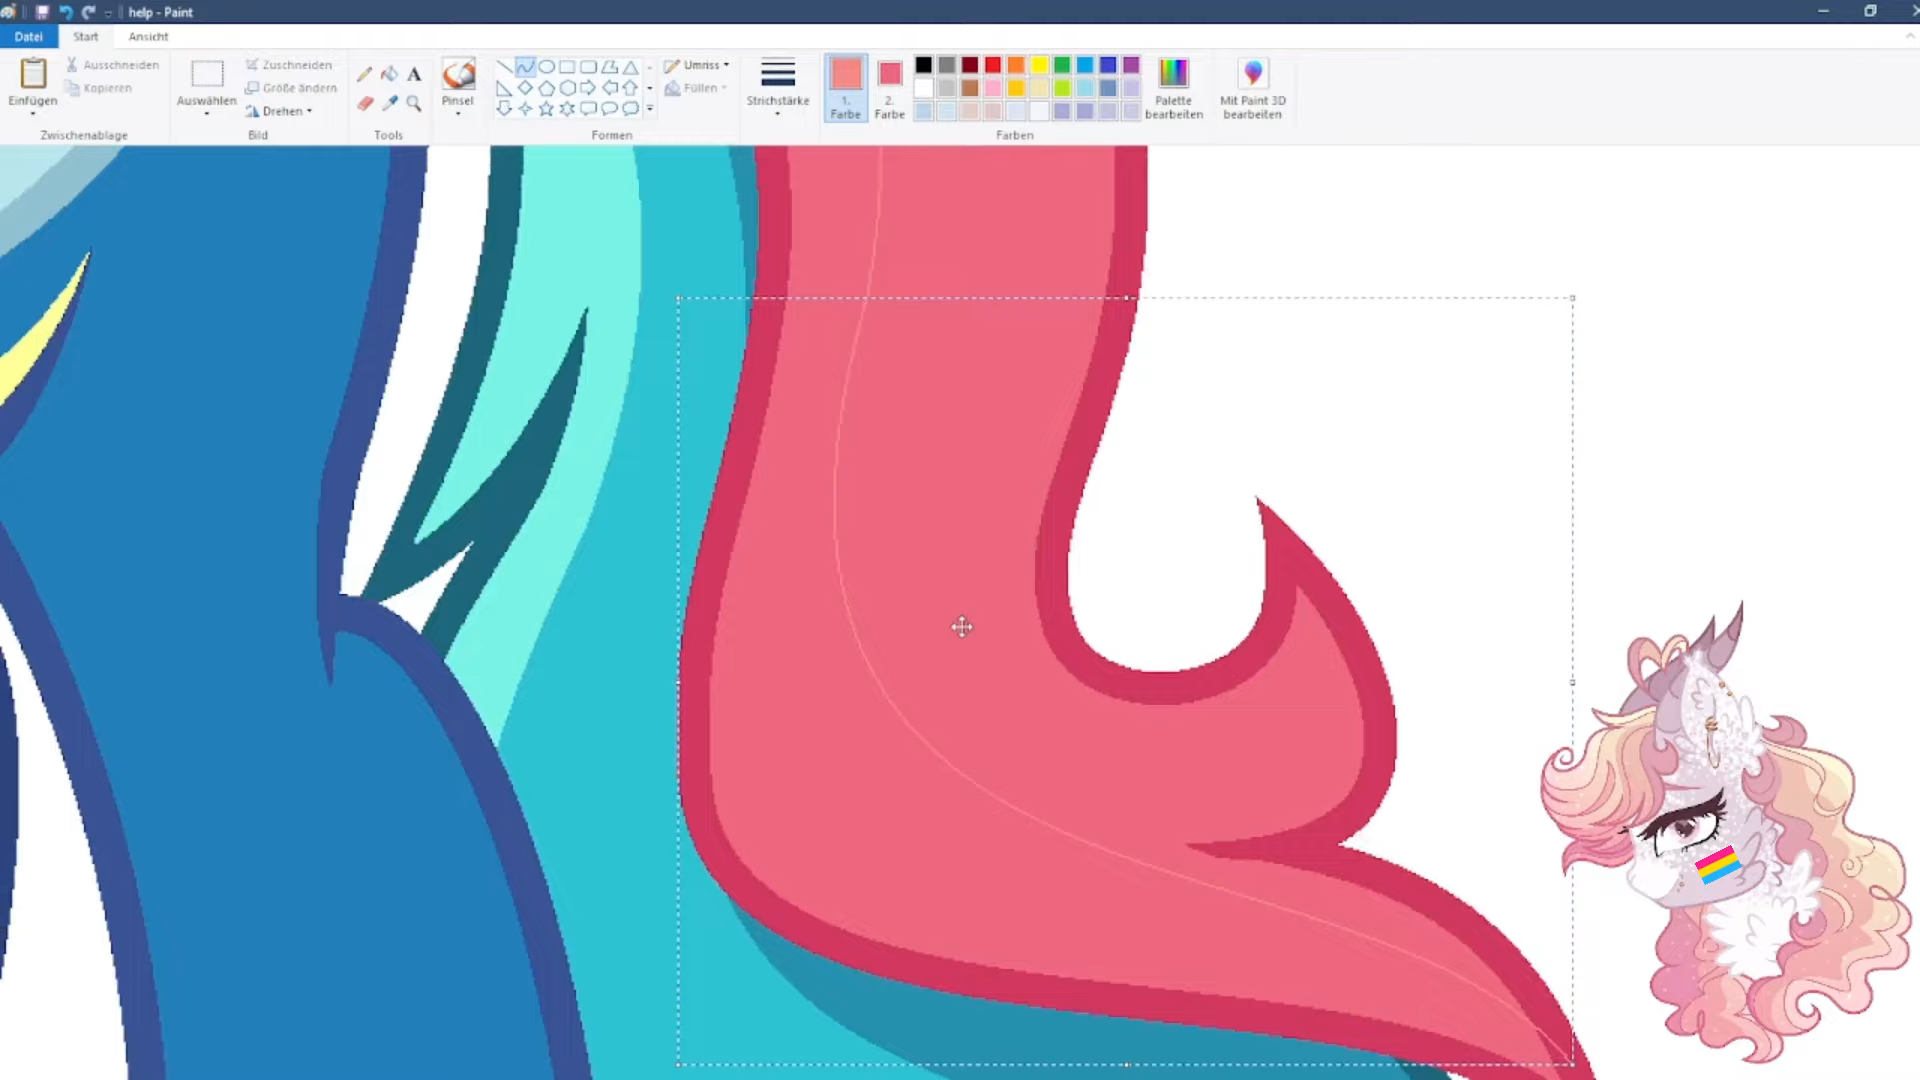 help - Paint
Datei Start Ansicht
Einfügen
Ausschneiden
Kopieren
Zwischenablage
Auswählen
Zuschneiden
Größe ändern
Drehen
Bild
A
Tools
Pinsel
Umriss
Füllen
Formen
Strichstärke
1.
Farbe
2.
Farbe
Palette
bearbeiten
Farben
Mit Paint 3D
bearbeiten